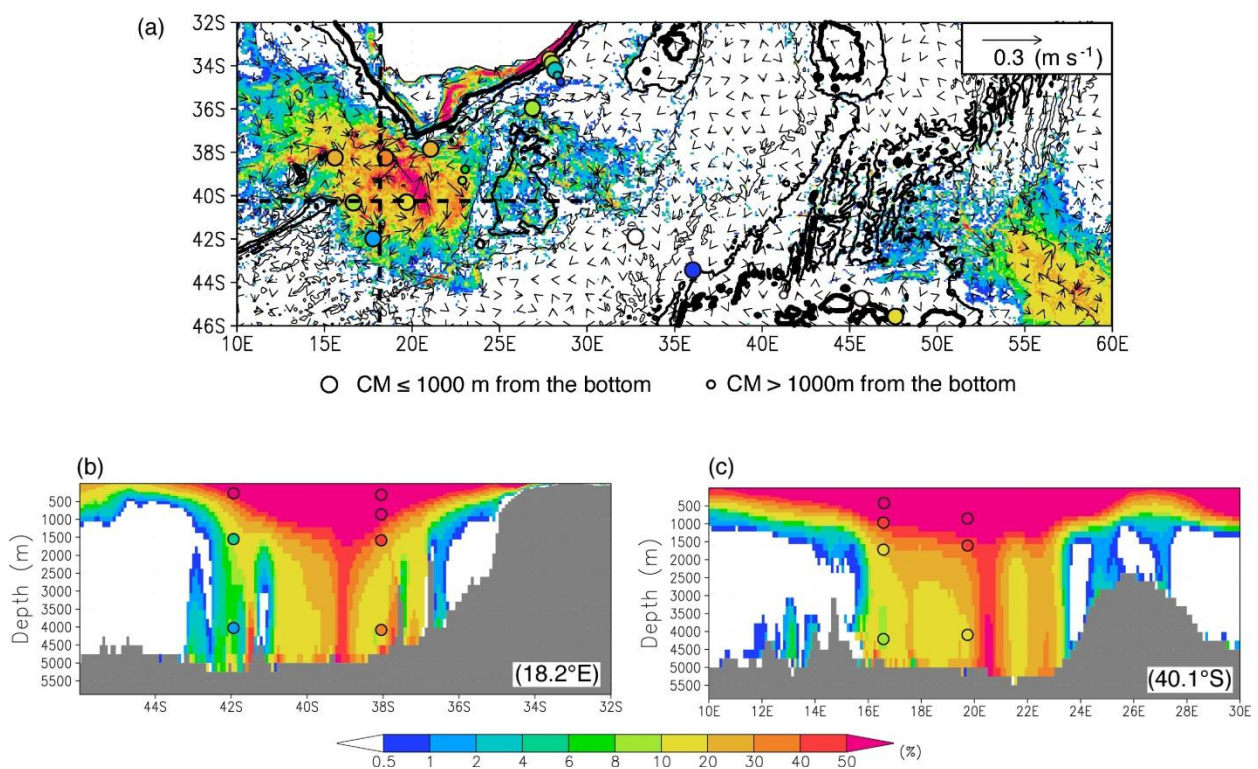 (a)
32S
34S
36S
38S
40S
42S
44S
46S
0.3 (m s⁻¹)
10E 15E 20E 25E 30E 35E 40E 45E 50E 55E 60E
CM ≤ 1000 m from the bottom
CM > 1000m from the bottom
(b)
Depth (m)
500
1000
1500
2000
2500
3000
3500
4000
4500
5000
5500
44S 42S 40S 38S 36S 34S 32S
(18.2°E)
(c)
Depth (m)
500
1000
1500
2000
2500
3000
3500
4000
4500
5000
5500
10E 12E 14E 16E 18E 20E 22E 24E 26E 28E 30E
(40.1°S)
0.5 1 2 4 6 8 10 20 30 40 50 (%)